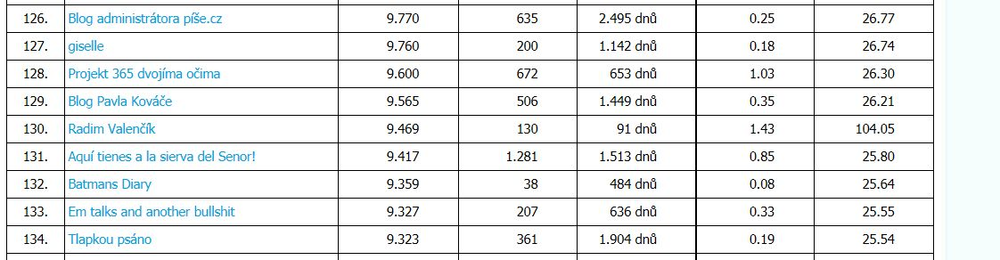 126. Blog administrátora píše.cz 9.770 635 2.495 dnů 0.25 26.77
127. giselle 9.760 200 1.142 dnů 0.18 26.74
128. Projekt 365 dvojíma očima 9.600 672 653 dnů 1.03 26.30
129. Blog Pavla Kováče 9.565 506 1.449 dnů 0.35 26.21
130. Radim Valenčík 9.469 130 91 dnů 1.43 104.05
131. Aquí tienes a la sierva del Senor! 9.417 1.281 1.513 dnů 0.85 25.80
132. Batmans Diary 9.359 38 484 dnů 0.08 25.64
133. Em talks and another bullshit 9.327 207 636 dnů 0.33 25.55
134. Tlapkou psáno 9.323 361 1.904 dnů 0.19 25.54